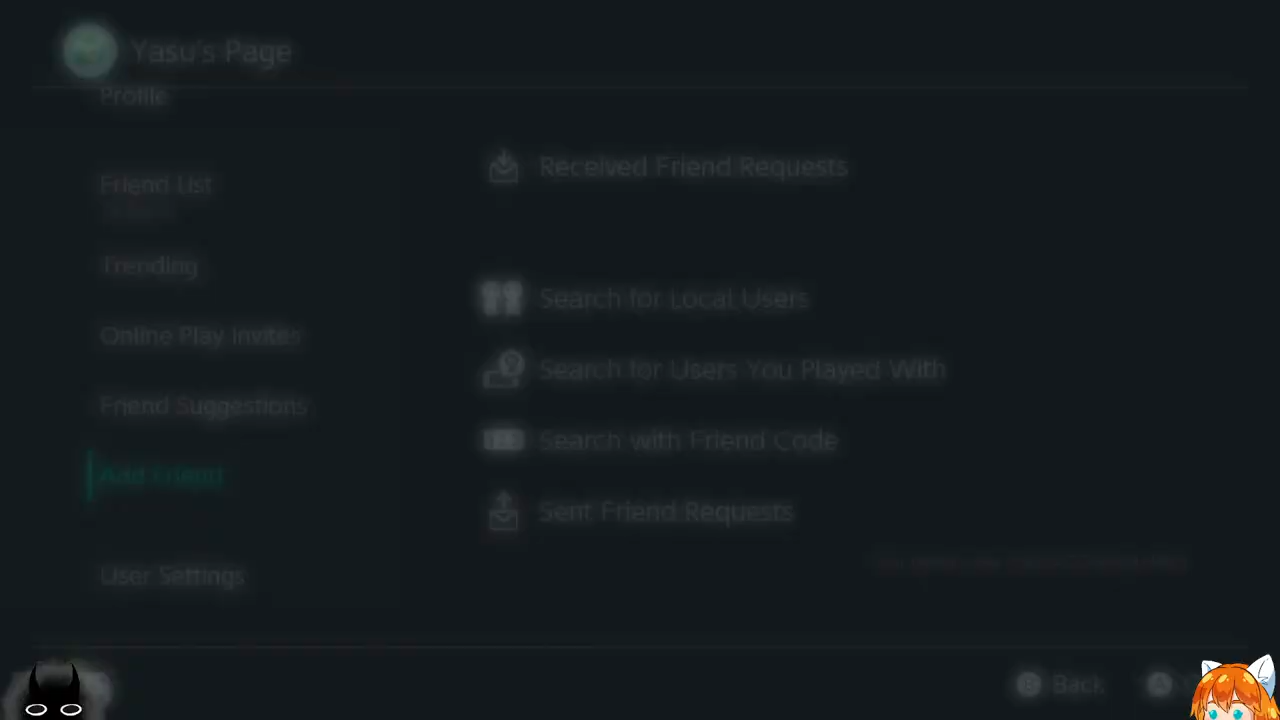 Yasu's Page
Profile
Friend List
Trending
Online Play Invites
Friend Suggestions
Add Friend
User Settings
Received Friend Requests
Search for Local Users
Search for Users You Played With
Search with Friend Code
Sent Friend Requests
B Back
A